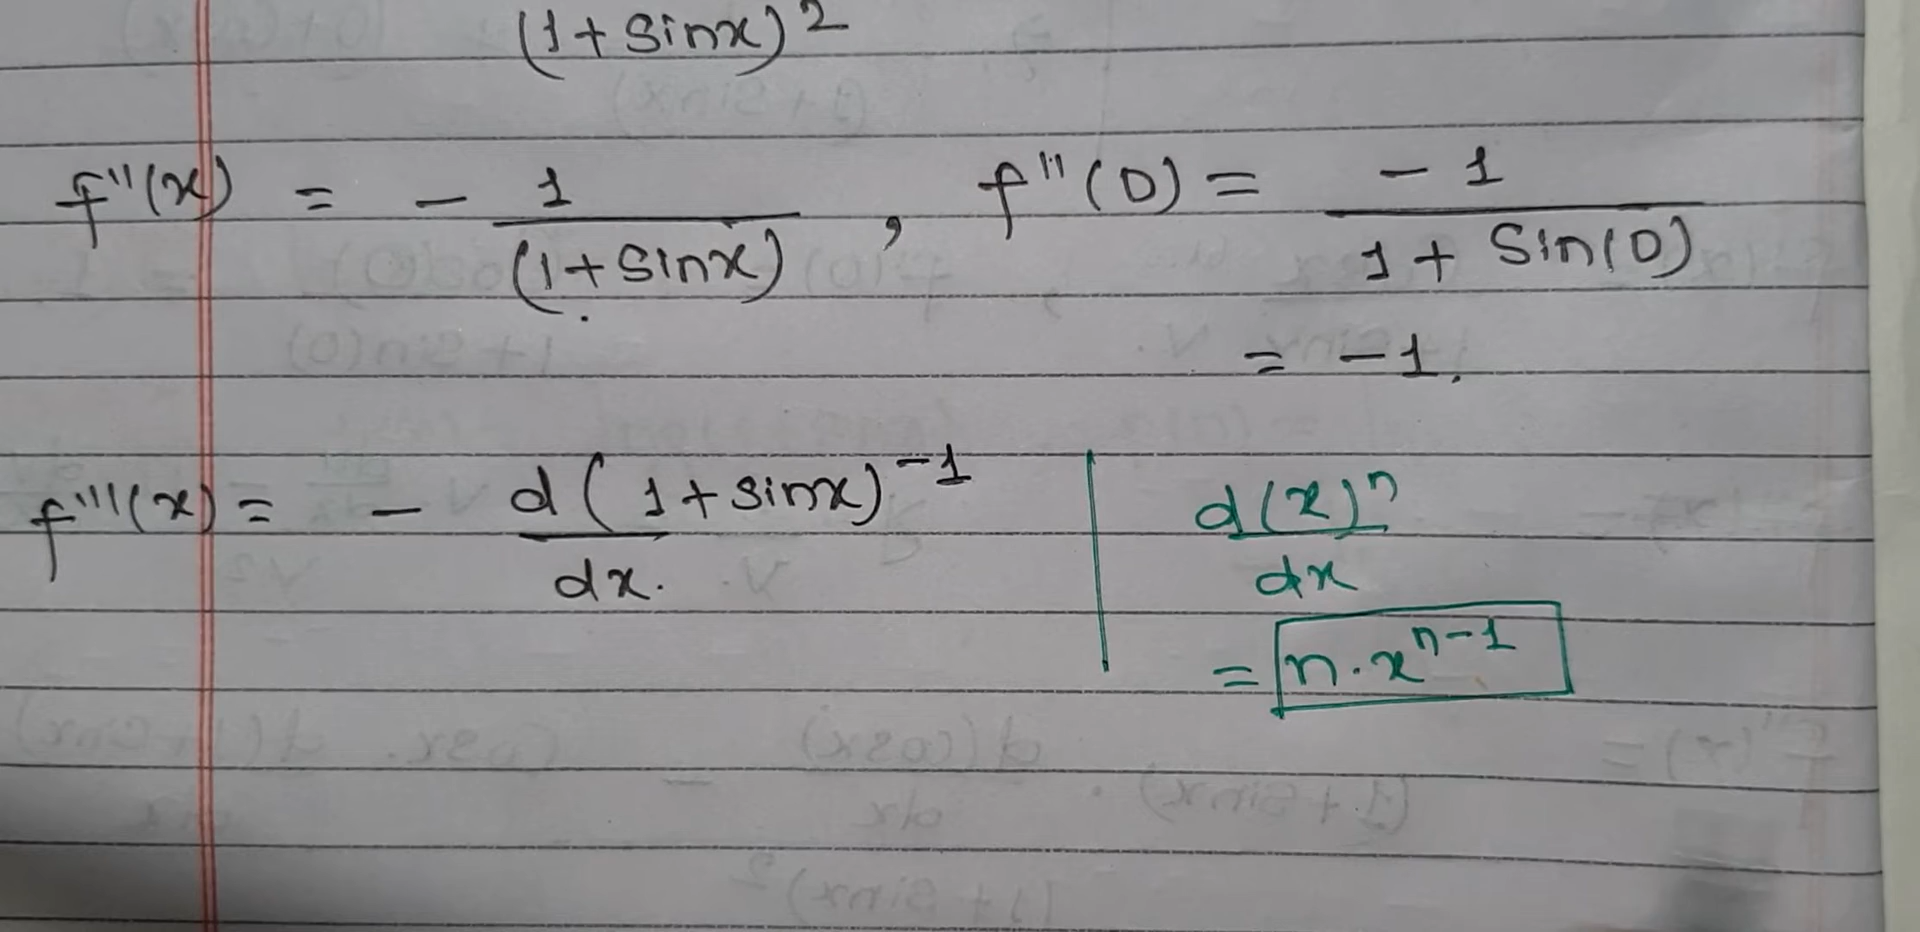 (1+sinx)2
f''(x) = - 1 , f''(0) = -1
(1+sinx) 1+ Sin(0)
= -1.
f'''(x) = - d (1+sinx)-1
dx.
d(x)n
dx
= n.xn-1